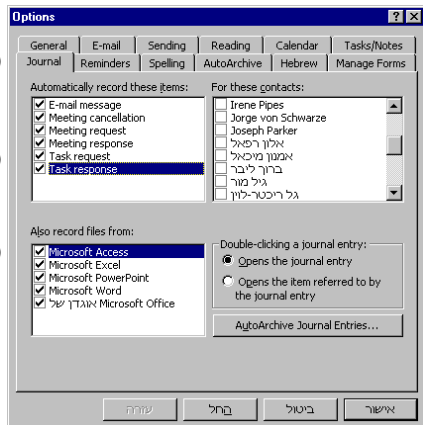 Options
General E-mail Sending Reading Calendar Tasks/Notes
Journal Reminders Spelling AutoArchive Hebrew Manage Forms
Automatically record these items:
E-mail message
Meeting cancellation
Meeting request
Meeting response
Task request
Task response
For these contacts:
Irene Pipes
Jorge von Schwarze
Joseph Parker
אלון רפאל
אמנון מיכאל
ברוך ליבר
גיל מור
גל ריכטר-לוין
Also record files from:
Microsoft Access
Microsoft Excel
Microsoft PowerPoint
Microsoft Word
אוגדן של Microsoft Office
Double-clicking a journal entry:
Opens the journal entry
Opens the item referred to by
the journal entry
AutoArchive Journal Entries...
עזרה החל ביטול אישור